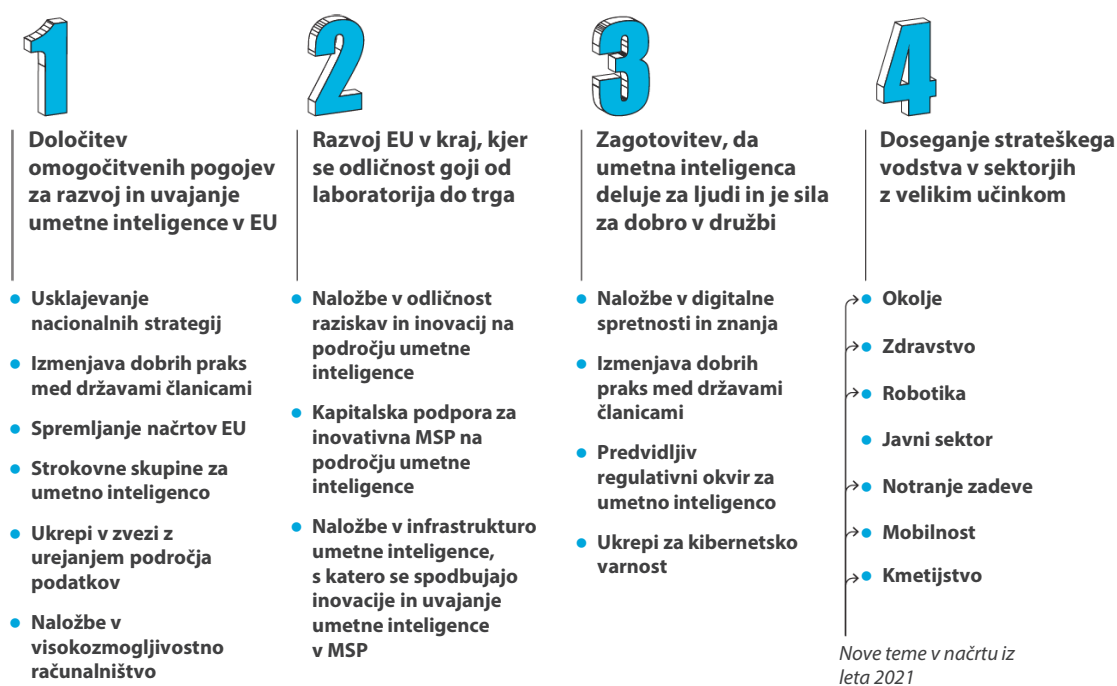 1
Določitev
omogočitvenih pogojev
za razvoj in uvajanje
umetne inteligence v EU
Usklajevanje
nacionalnih strategij
Izmenjava dobrih praks
med državami članicami
Spremljanje načrtov EU
Strokovne skupine za
umetno inteligenco
Ukrepi v zvezi z
urejanjem področja
podatkov
Naložbe v
visokozmogljivostno
računalništvo
2
Razvoj EU v kraj, kjer
se odličnost goji od
laboratorija do trga
Naložbe v odličnost
raziskav in inovacij na
področju umetne
inteligence
Kapitalska podpora za
inovativna MSP na
področju umetne
inteligence
Naložbe v infrastrukturo
umetne inteligence,
s katero se spodbujajo
inovacije in uvajanje
umetne inteligence
v MSP
3
Zagotovitev, da
umetna inteligenca
deluje za ljudi in je sila
za dobro v družbi
Naložbe v digitalne
spretnosti in znanja
Izmenjava dobrih
praks med državami
članicami
Predvidljiv
regulativni okvir za
umetno inteligenco
Ukrepi za kibernetsko
varnost
4
Doseganje strateškega
vodstva v sektorjih
z velikim učinkom
Okolje
Zdravstvo
Robotika
Javni sektor
Notranje zadeve
Mobilnost
Kmetijstvo
Nove teme v načrtu iz
leta 2021